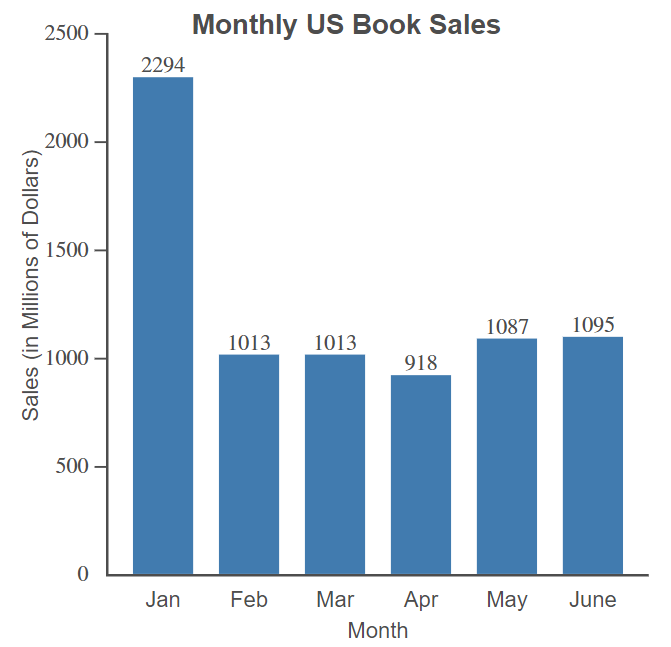 Monthly US Book Sales
Sales (in Millions of Dollars)
2500
2000
1500
1000
500
0
2294
1013
1013
918
1087
1095
Jan
Feb
Mar
Apr
May
June
Month